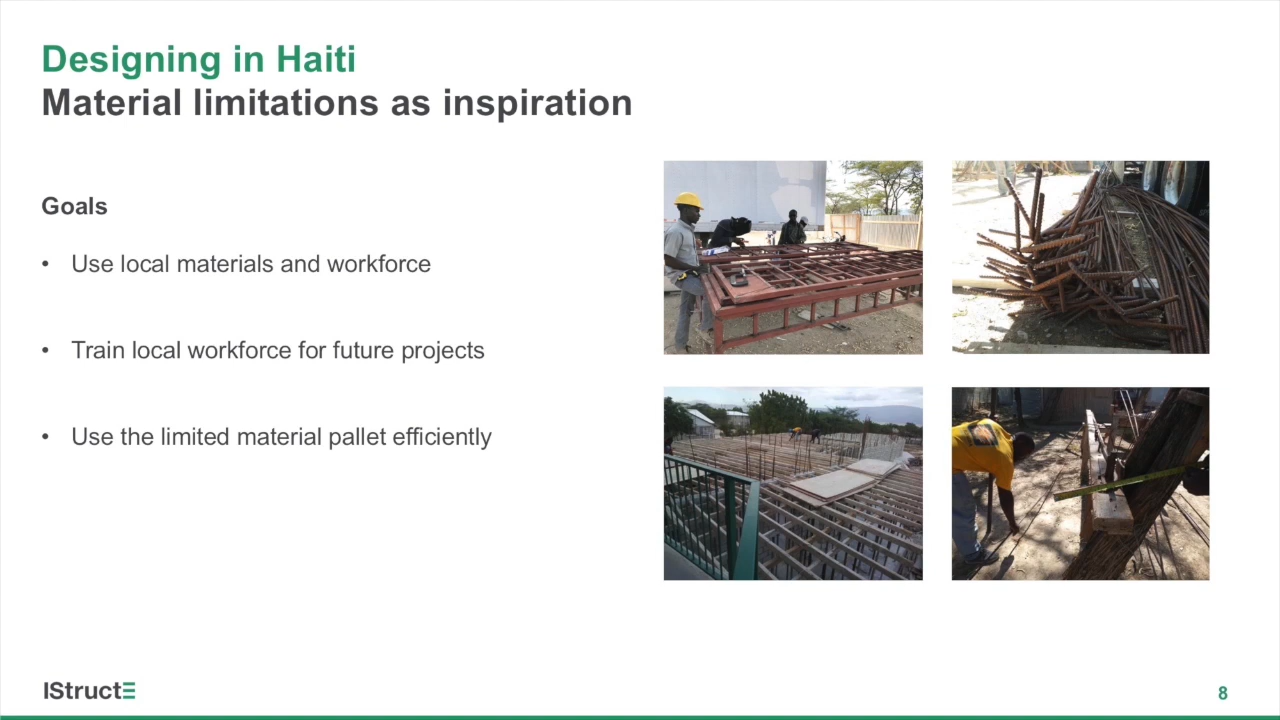 Designing in Haiti
Material limitations as inspiration
Goals
• Use local materials and workforce
• Train local workforce for future projects
• Use the limited material pallet efficiently
IStructE
8